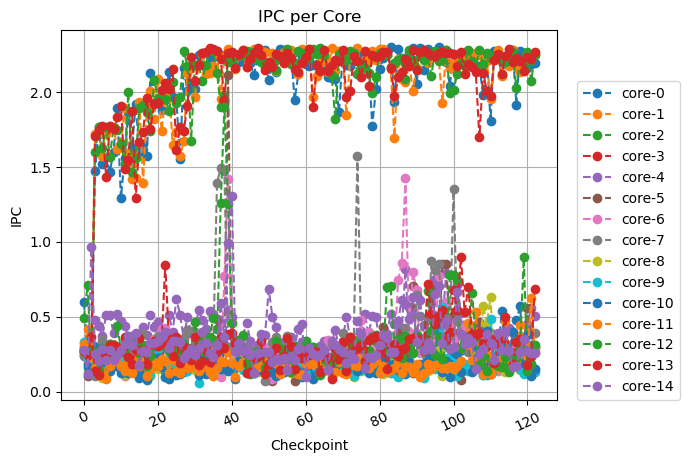 IPC per Core
IPC
2.0
1.5
1.0
0.5
0.0
0
20
40
60
80
100
120
Checkpoint
core-0
core-1
core-2
core-3
core-4
core-5
core-6
core-7
core-8
core-9
core-10
core-11
core-12
core-13
core-14